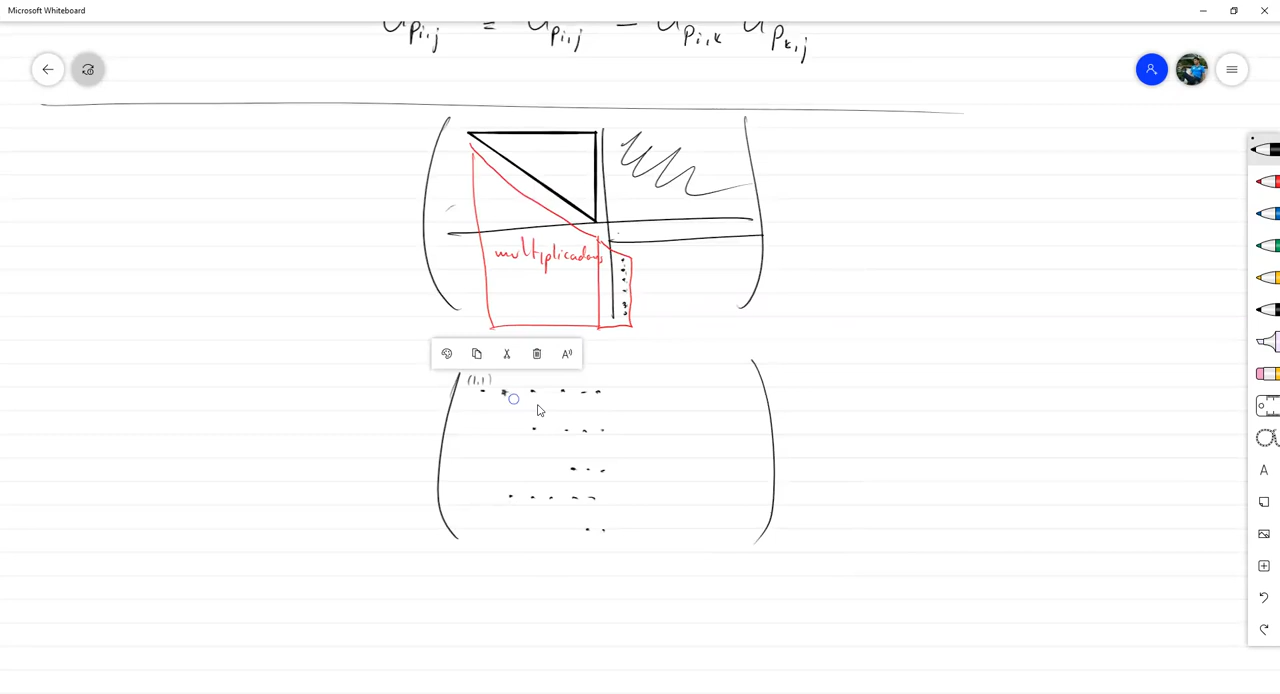 Microsoft Whiteboard
u p i,j = u p i,j - u p i,k u p k,j
multiplicadores
(1,1)
A